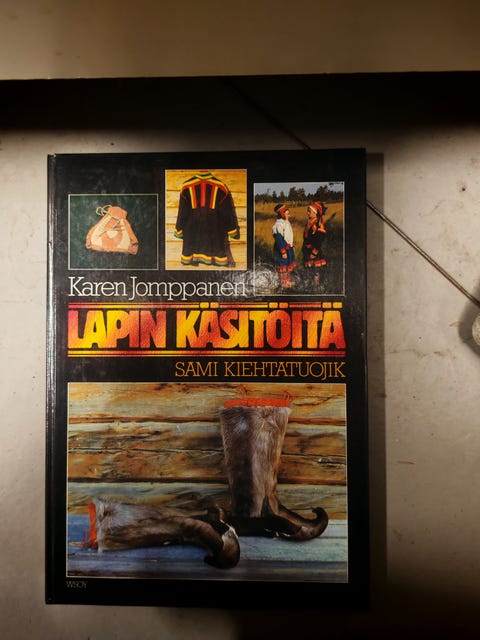 Karen Jomppanen
LAPIN KÄSITÖITÄ
SAMI KIEHTATUOJIK
WSOY